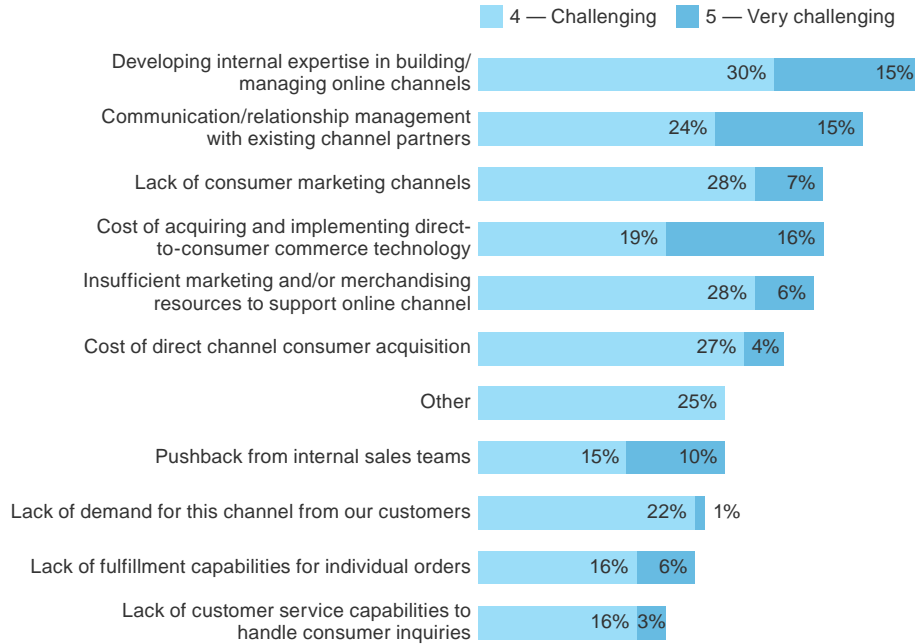 4 — Challenging 5 — Very challenging
Developing internal expertise in building/
managing online channels
30% 15%
Communication/relationship management
with existing channel partners
24% 15%
Lack of consumer marketing channels 28% 7%
Cost of acquiring and implementing direct-
to-consumer commerce technology
19% 16%
Insufficient marketing and/or merchandising
resources to support online channel
28% 6%
Cost of direct channel consumer acquisition 27% 4%
Other 25%
Pushback from internal sales teams 15% 10%
Lack of demand for this channel from our customers 22% 1%
Lack of fulfillment capabilities for individual orders 16% 6%
Lack of customer service capabilities to
handle consumer inquiries
16% 3%